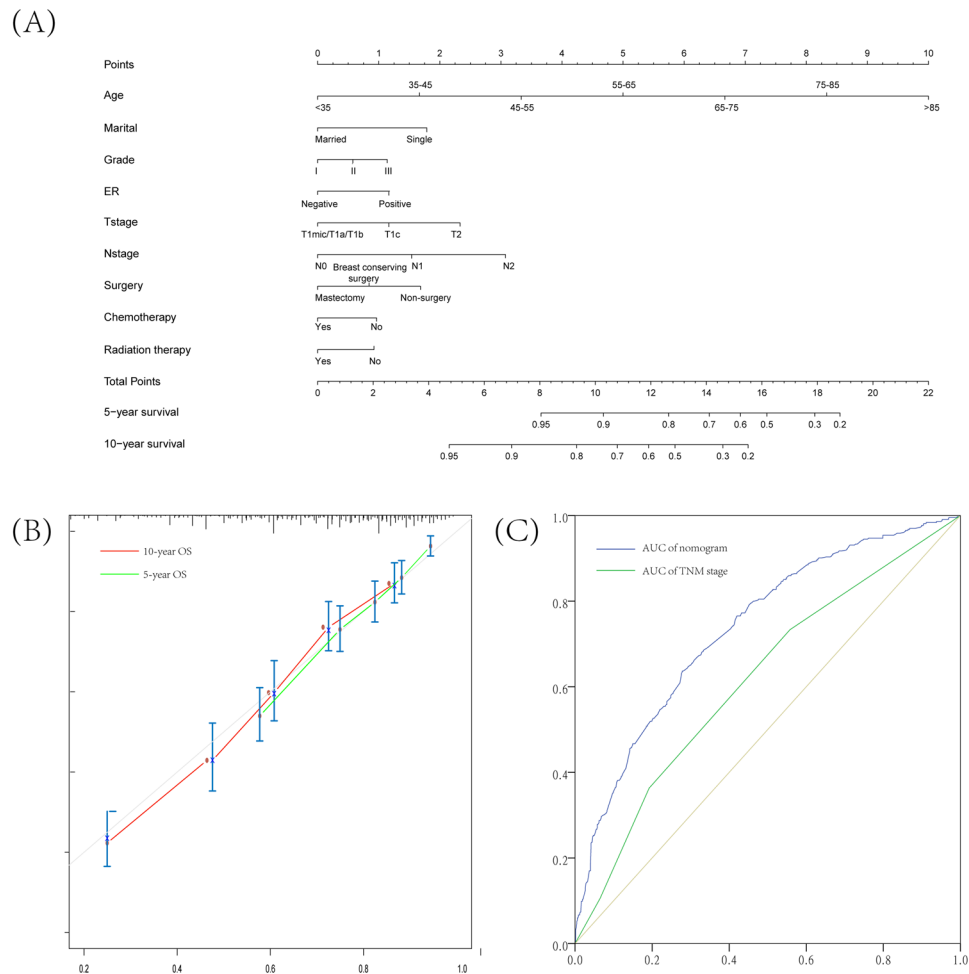 (A)
Points
0 1 2 3 4 5 6 7 8 9 10
Age
35-45 55-65 75-85
<35 45-55 65-75 >85
Marital
Married Single
Grade
I II III
ER
Negative Positive
Tstage
T1mic/T1a/T1b T1c T2
Nstage
N0 N1 N2
Breast conserving
surgery
Surgery
Mastectomy Non-surgery
Chemotherapy
Yes No
Radiation therapy
Yes No
Total Points
0 2 4 6 8 10 12 14 16 18 20 22
5−year survival
0.95 0.9 0.8 0.7 0.6 0.5 0.3 0.2
10−year survival
0.95 0.9 0.8 0.7 0.6 0.5 0.3 0.2
(B)
10-year OS
5-year OS
0.2 0.4 0.6 0.8 1.0
(C)
1.0
0.8
0.6
0.4
0.2
0.0
AUC of nomogram
AUC of TNM stage
0.0 0.2 0.4 0.6 0.8 1.0